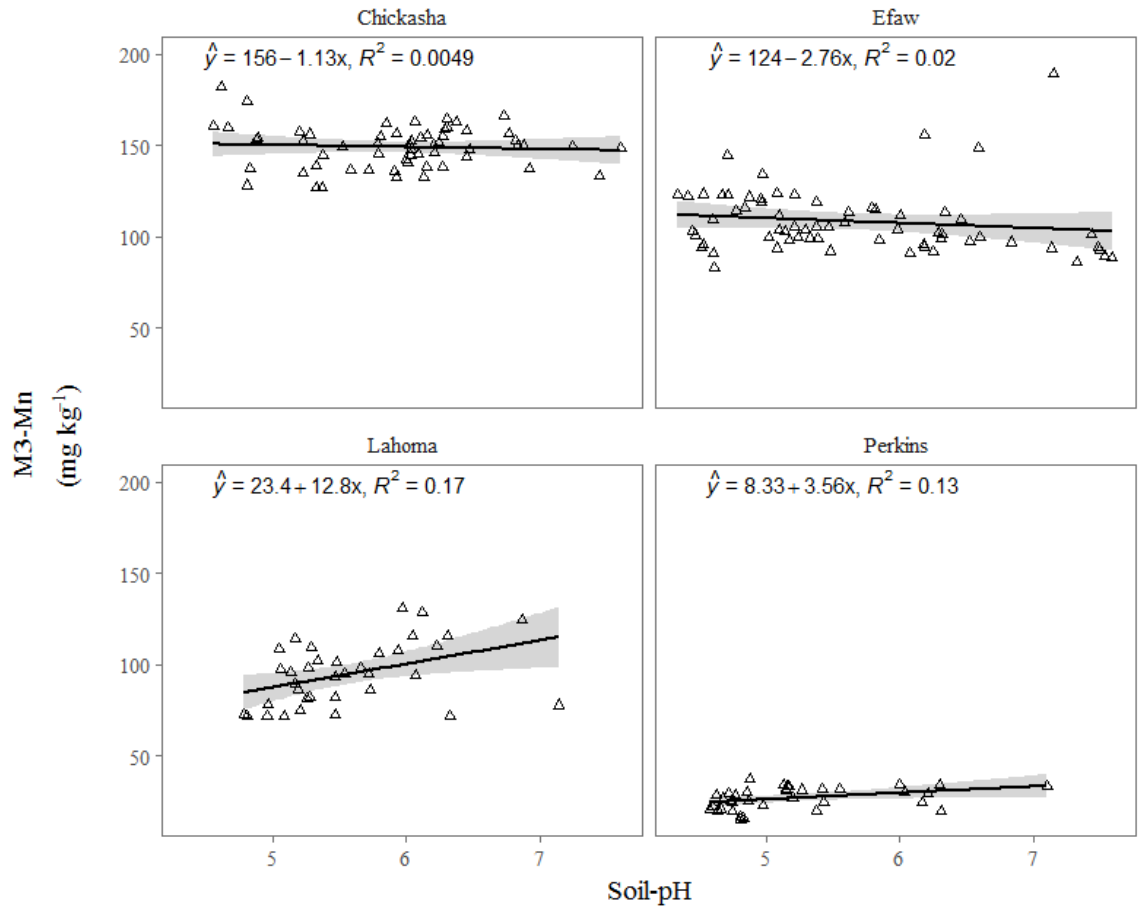 Chickasha
Efaw
ŷ = 156 − 1.13x, R² = 0.0049
ŷ = 124 − 2.76x, R² = 0.02
200
150
100
50
Lahoma
Perkins
ŷ = 23.4 + 12.8x, R² = 0.17
ŷ = 8.33 + 3.56x, R² = 0.13
200
150
100
50
M3-Mn
(mg kg⁻¹)
5 6 7 5 6 7
Soil-pH